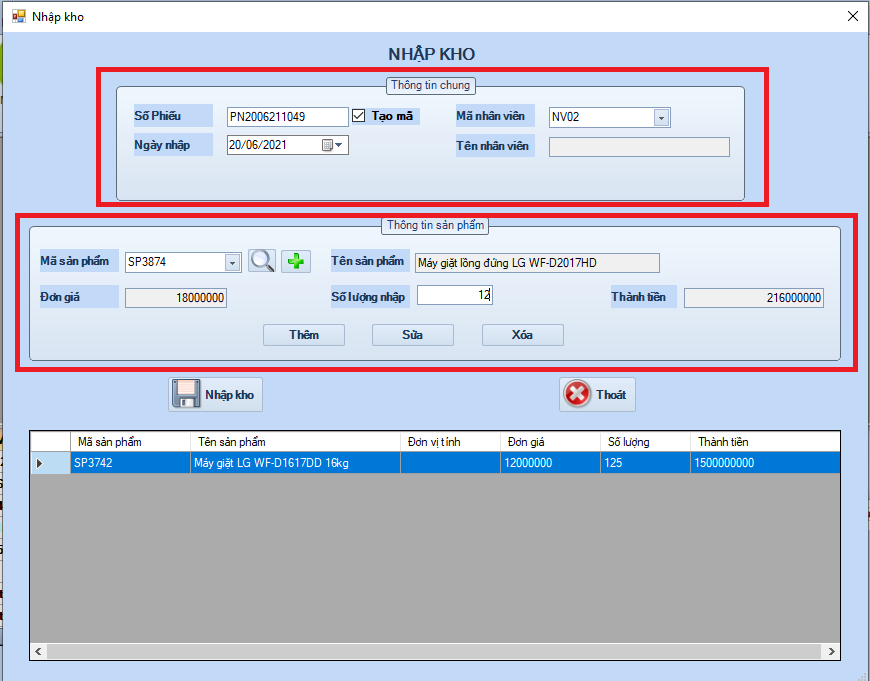 Nhập kho
NHẬP KHO
Thông tin chung
Số Phiếu PN2006211049 Tạo mã Mã nhân viên NV02
Ngày nhập 20/06/2021 Tên nhân viên
Thông tin sản phẩm
Mã sản phẩm SP3874 Tên sản phẩm Máy giặt lồng đứng LG WF-D2017HD
Đơn giá 18000000 Số lượng nhập 12 Thành tiền 216000000
Thêm Sửa Xóa
Nhập kho Thoát
Mã sản phẩm Tên sản phẩm Đơn vị tính Đơn giá Số lượng Thành tiền
SP3742 Máy giặt LG WF-D1617DD 16kg 12000000 125 1500000000